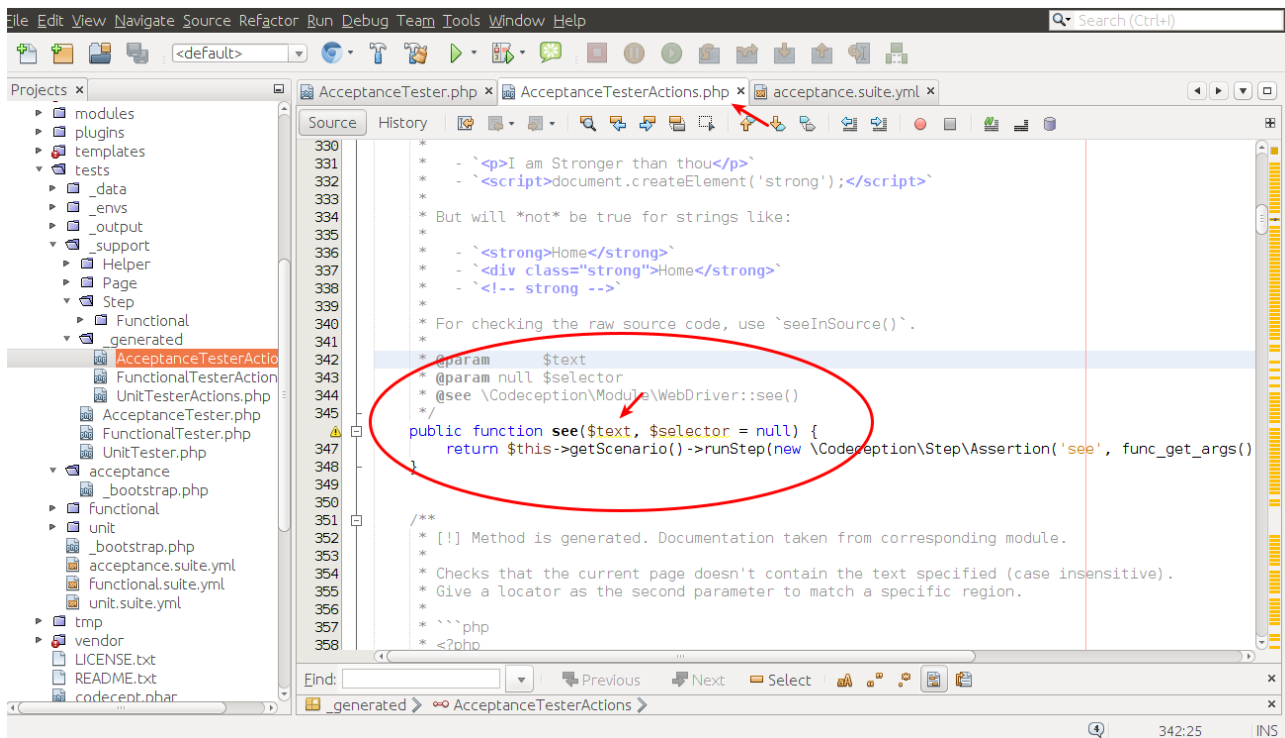 File Edit View Navigate Source Refactor Run Debug Team Tools Window Help
Search (Ctrl+I)
<default>
Projects
modules
plugins
templates
tests
_data
_envs
_output
_support
Helper
Page
Step
Functional
_generated
AcceptanceTesterActio
FunctionalTesterAction
UnitTesterActions.php
AcceptanceTester.php
FunctionalTester.php
UnitTester.php
acceptance
_bootstrap.php
functional
unit
_bootstrap.php
acceptance.suite.yml
functional.suite.yml
unit.suite.yml
tmp
vendor
LICENSE.txt
README.txt
codecept.phar
AcceptanceTester.php AcceptanceTesterActions.php acceptance.suite.yml
Source History
330 *
331 * - `<p>I am Stronger than thou</p>`
332 * - `<script>document.createElement('strong');</script>`
333 *
334 * But will *not* be true for strings like:
335 *
336 * - `<strong>Home</strong>`
337 * - `<div class="strong">Home</strong>`
338 * - `<!-- strong -->`
339 *
340 * For checking the raw source code, use `seeInSource()`.
341 *
342 * @param $text
343 * @param null $selector
344 * @see \Codeception\Module\WebDriver::see()
345 */
public function see($text, $selector = null) {
347 return $this->getScenario()->runStep(new \Codeception\Step\Assertion('see', func_get_args()
348 }
349
350
351 /**
352 * [!] Method is generated. Documentation taken from corresponding module.
353 *
354 * Checks that the current page doesn't contain the text specified (case insensitive).
355 * Give a locator as the second parameter to match a specific region.
356 *
357 * ```php
358 * <?php
Find: Previous Next Select
_generated AcceptanceTesterActions
4 342:25 INS